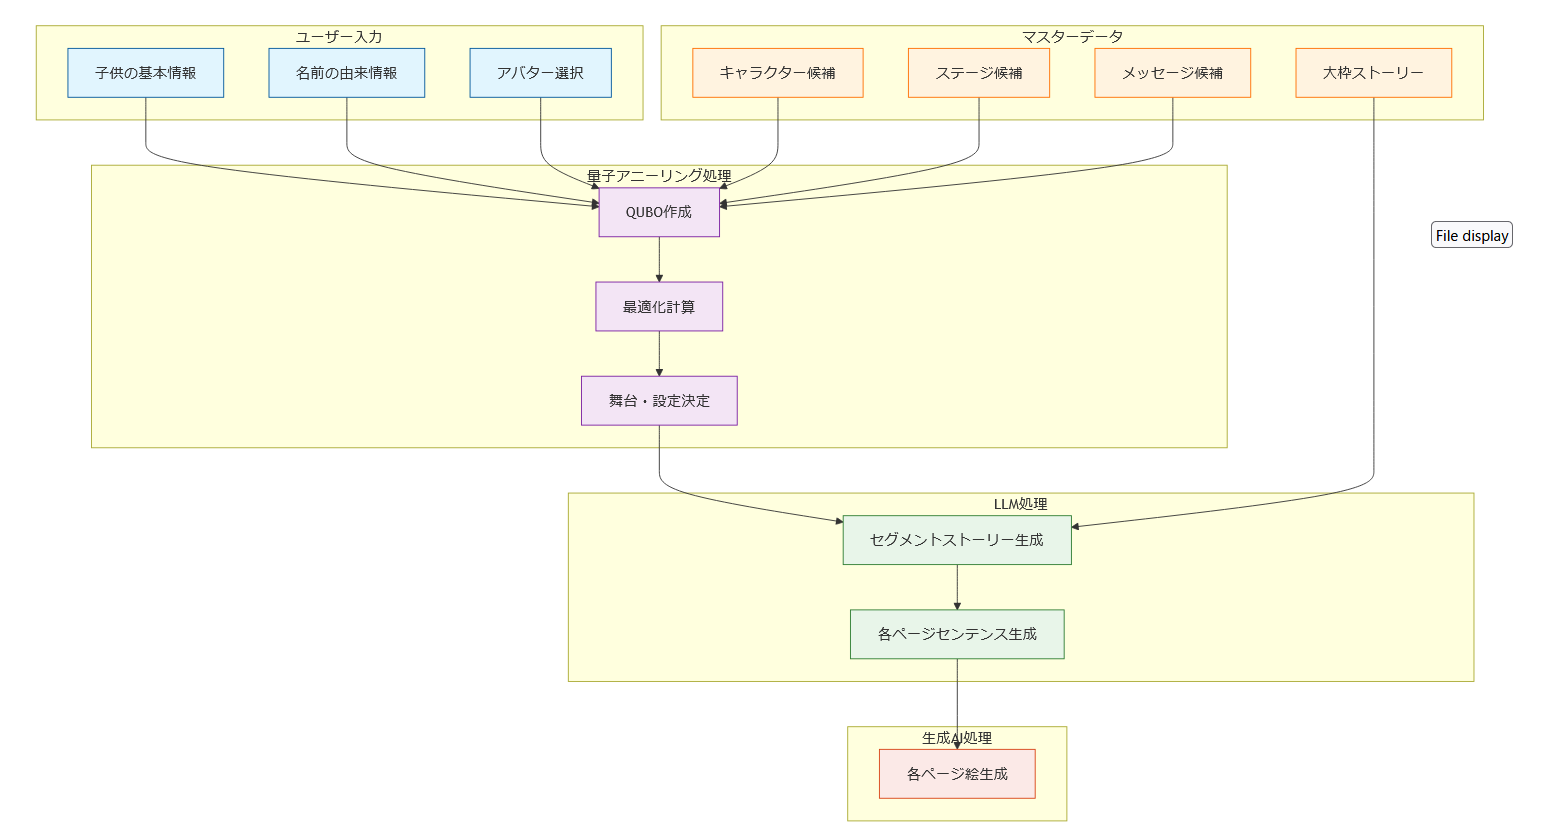 ユーザー入力
子供の基本情報
名前の由来情報
アバター選択
マスターデータ
キャラクター候補
ステージ候補
メッセージ候補
大枠ストーリー
量子アニーリング処理
QUBO作成
最適化計算
舞台・設定決定
File display
LLM処理
セグメントストーリー生成
各ページセンテンス生成
生成AI処理
各ページ絵生成